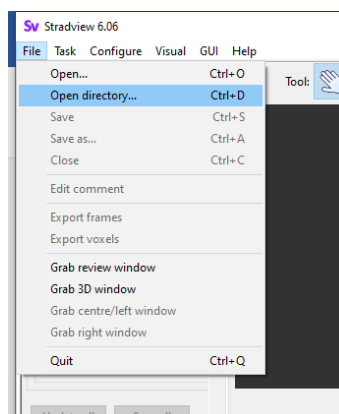 Sv Stradview 6.06
File Task Configure Visual GUI Help
Open... Ctrl+O
Tool:
Open directory... Ctrl+D
Save Ctrl+S
Save as... Ctrl+A
Close Ctrl+C
Edit comment
Export frames
Export voxels
Grab review window
Grab 3D window
Grab centre/left window
Grab right window
Quit Ctrl+Q